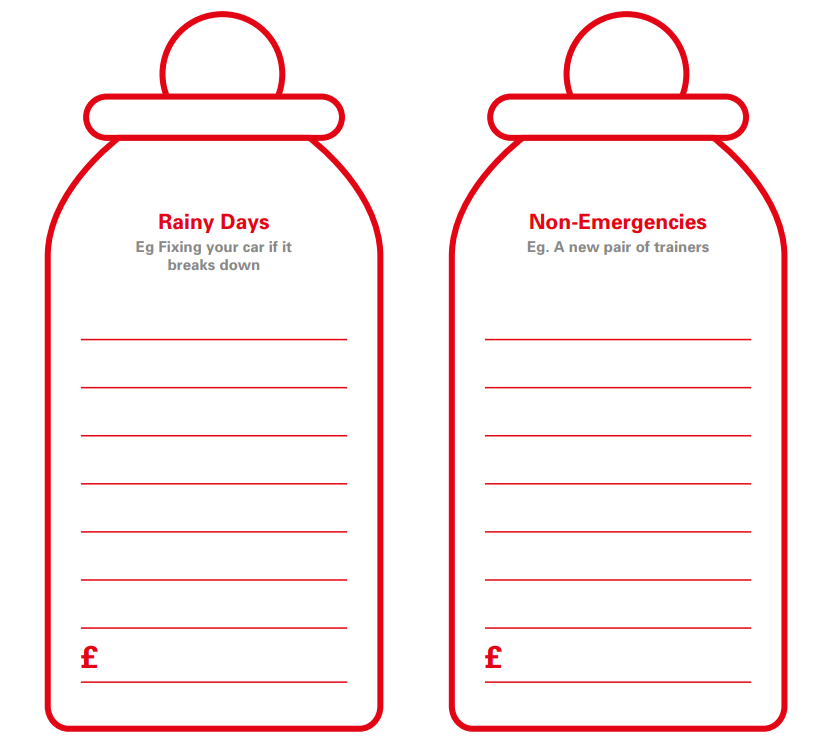 Rainy Days
Eg Fixing your car if it
breaks down
£
Non-Emergencies
Eg. A new pair of trainers
£